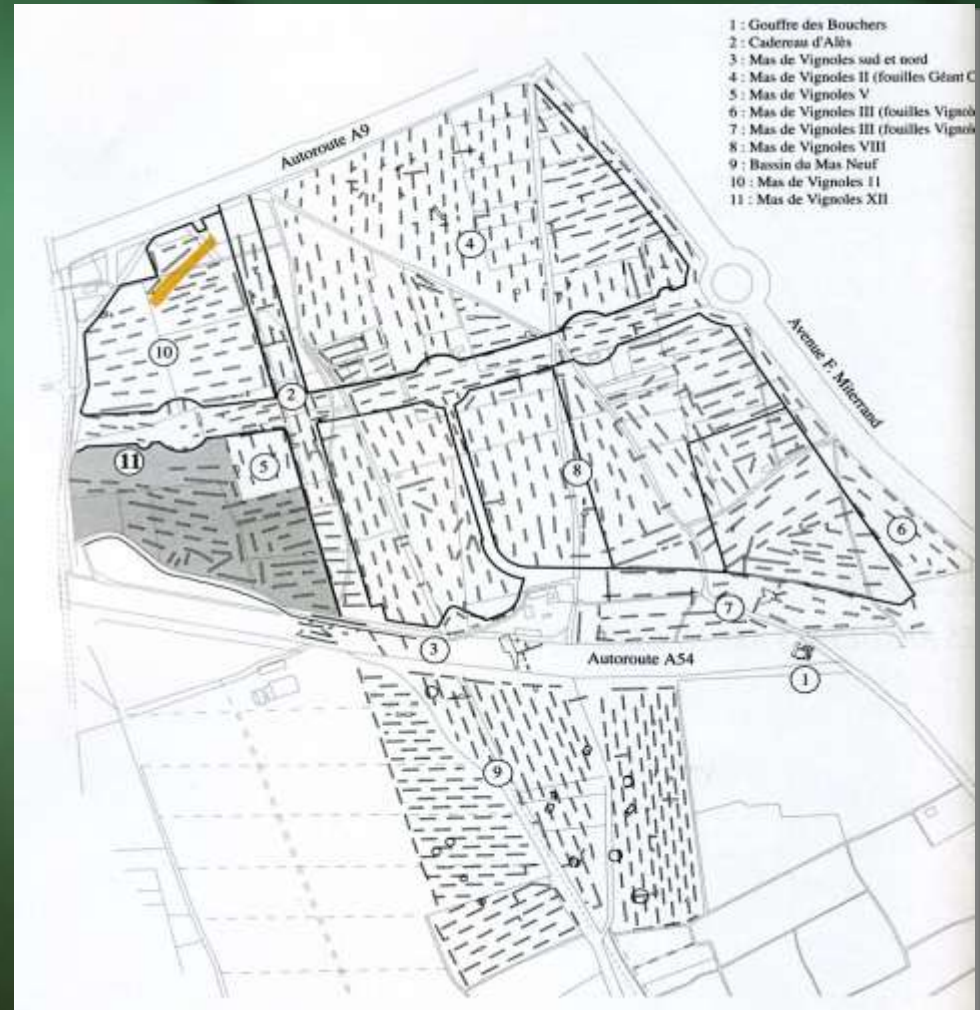 1 : Gouffre des Bouchers
2 : Cadereau d'Alès
3 : Mas de Vignoles sud et nord
4 : Mas de Vignoles II (fouilles Géant
5 : Mas de Vignoles V
6 : Mas de Vignoles III (fouilles
7 : Mas de Vignoles III (fouilles
8 : Mas de Vignoles VIII
9 : Bassin du Mas Neuf
10 : Mas de Vignoles 11
11 : Mas de Vignoles XII
Autoroute A9
4
Avenue F. Miterrand
10
2
11
5
8
6
7
3
Autoroute A54
1
9